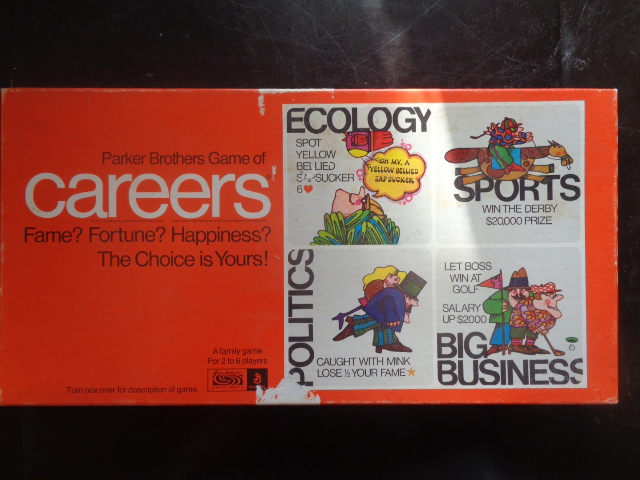 Parker Brothers Game of
careers
Fame? Fortune? Happiness?
The Choice is Yours!
A family game
For 2 to 6 players
Turn box over for description of game.
ECOLOGY
SPOT
YELLOW
BELLIED
SAPSUCKER
6♥
OH MY, A
YELLOW BELLIED
SAPSUCKER
SPORTS
WIN THE DERBY
$20,000 PRIZE
POLITICS
CAUGHT WITH MINK
LOSE ½ YOUR FAME★
LET BOSS
WIN AT
GOLF
SALARY
UP $2000
BIG
BUSINESS